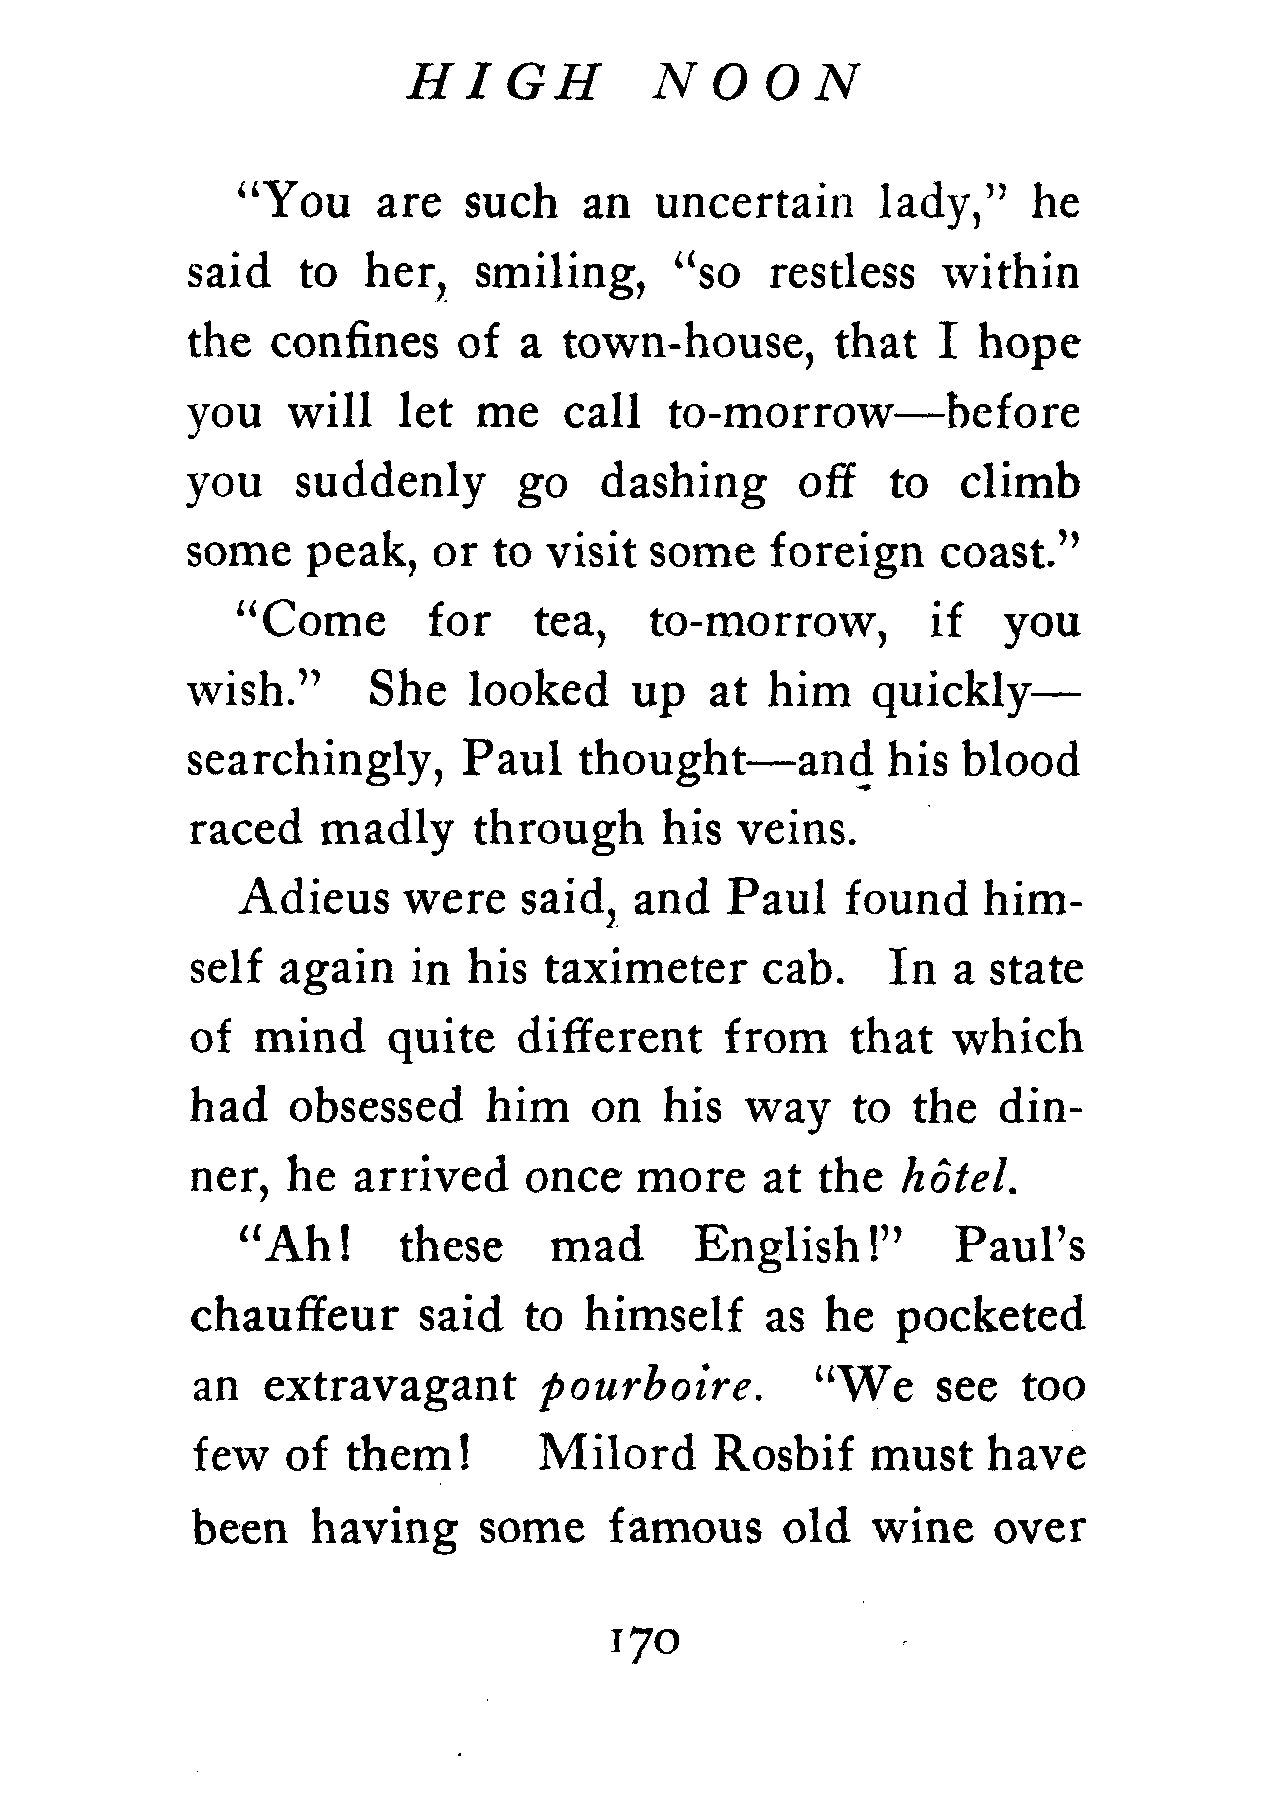 HIGH NOON
"You are such an uncertain lady," he
said to her, smiling, "so restless within
the confines of a town-house, that I hope
you will let me call to-morrow—before
you suddenly go dashing off to climb
some peak, or to visit some foreign coast."
"Come for tea, to-morrow, if you
wish." She looked up at him quickly—
searchingly, Paul thought—and his blood
raced madly through his veins.
Adieus were said, and Paul found him-
self again in his taximeter cab. In a state
of mind quite different from that which
had obsessed him on his way to the din-
ner, he arrived once more at the hôtel.
"Ah! these mad English!" Paul's
chauffeur said to himself as he pocketed
an extravagant pourboire. "We see too
few of them! Milord Rosbif must have
been having some famous old wine over
170